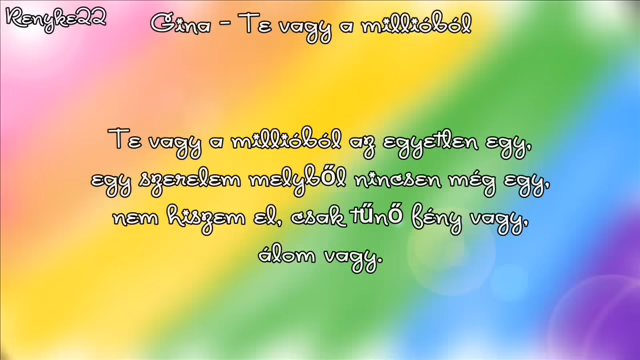 Renyke22
Gina - Te vagy a millióból
Te vagy a millióból az egyetlen egy,
egy szerelem melyből nincsen még egy,
nem hiszem el, csak tűnő fény vagy,
álom vagy.